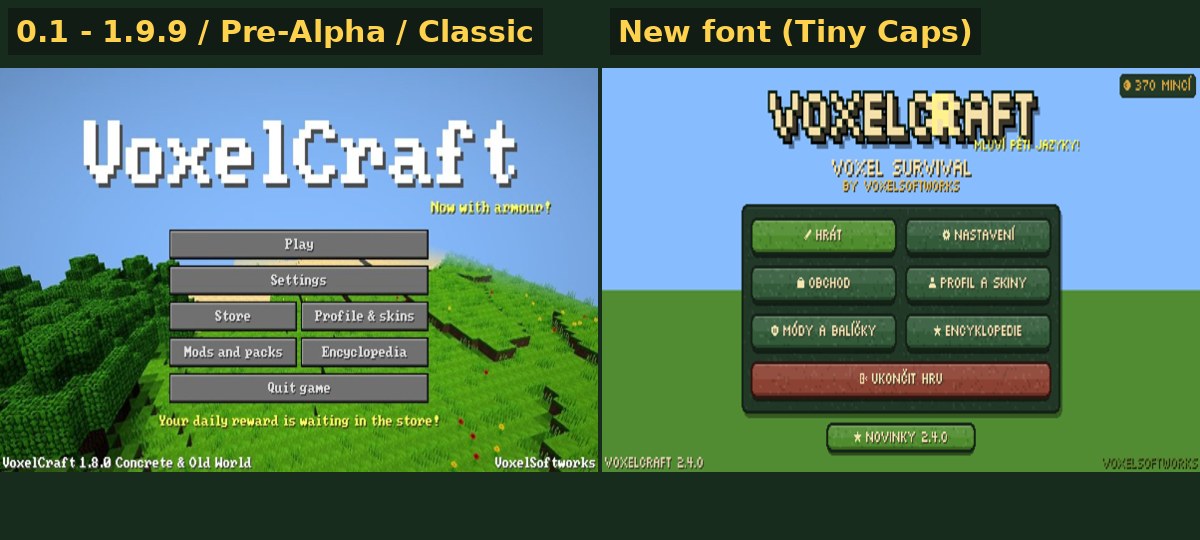 0.1 - 1.9.9 / Pre-Alpha / Classic
VoxelCraft
Now with armour!
Play
Settings
Store
Profile & skins
Mods and packs
Encyclopedia
Quit game
Your daily reward is waiting in the store!
VoxelCraft 1.8.0 Concrete & Old World
VoxelSoftworks
New font (Tiny Caps)
370 MINCÍ
VOXELCRAFT
MLUVÍ PĚTI JAZYKY!
VOXEL SURVIVAL
BY VOXELSOFTWORKS
HRÁT
NASTAVENÍ
OBCHOD
PROFIL A SKINY
MÓDY A BALÍČKY
ENCYKLOPEDIE
UKONČIT HRU
NOVINKY 2.4.0
VOXELCRAFT 2.4.0
VOXELSOFTWORKS